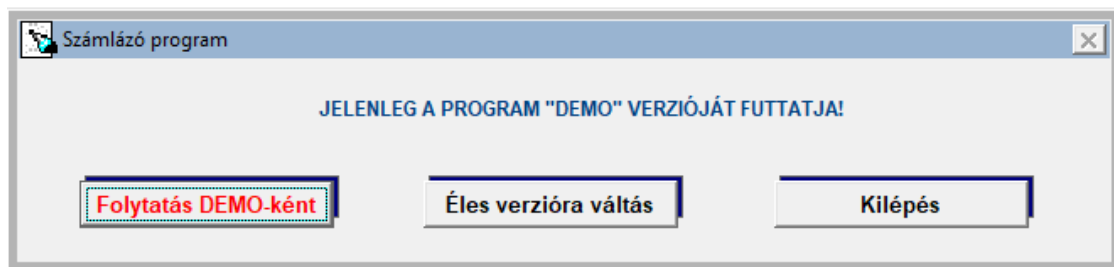 Számlázó program
JELENLEG A PROGRAM "DEMO" VERZIÓJÁT FUTTATJA!
Folytatás DEMO-ként
Éles verzióra váltás
Kilépés